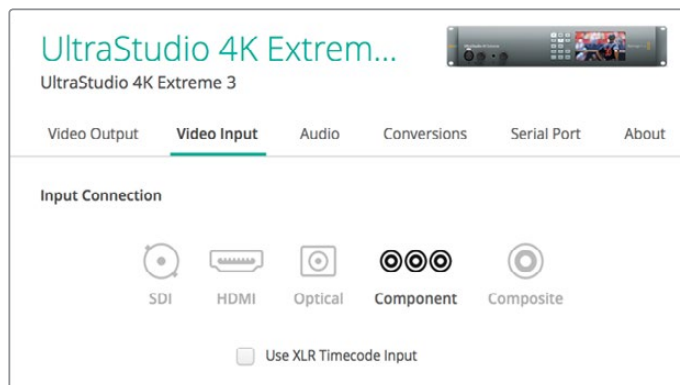 UltraStudio 4K Extrem...
UltraStudio 4K Extreme 3
Video Output Video Input Audio Conversions Serial Port About
Input Connection
SDI HDMI Optical Component Composite
Use XLR Timecode Input